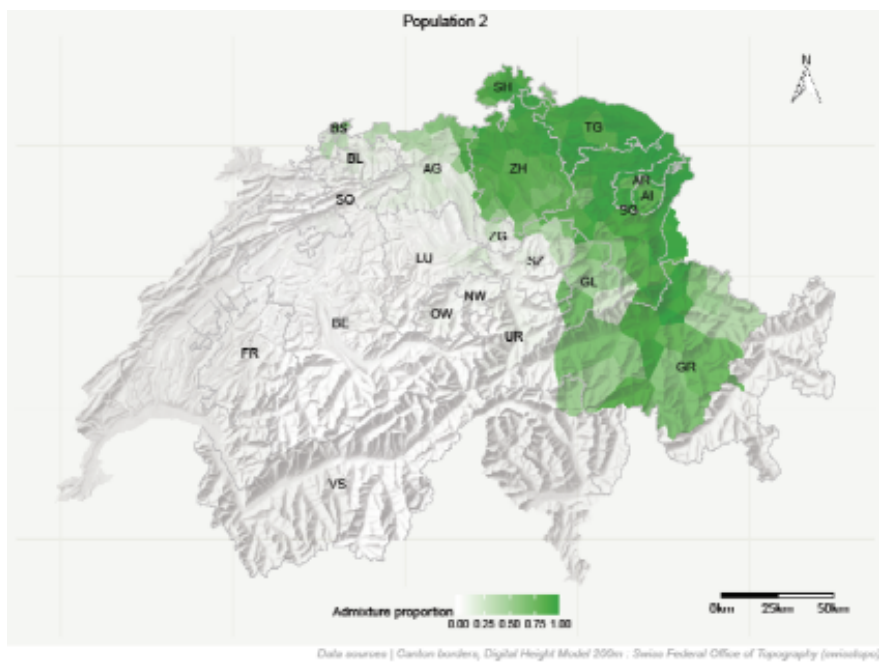 Population 2
N
SH
BS
TG
BL
AG
ZH
AR
AI
SO
SG
ZG
LU
SZ
GL
NW
OW
BE
UR
FR
GR
VS
Admixture proportion
0.00 0.25 0.50 0.75 1.00
0km 25km 50km
Data sources | Canton borders, Digital Height Model 200m : Swiss Federal Office of Topography (swisstopo)